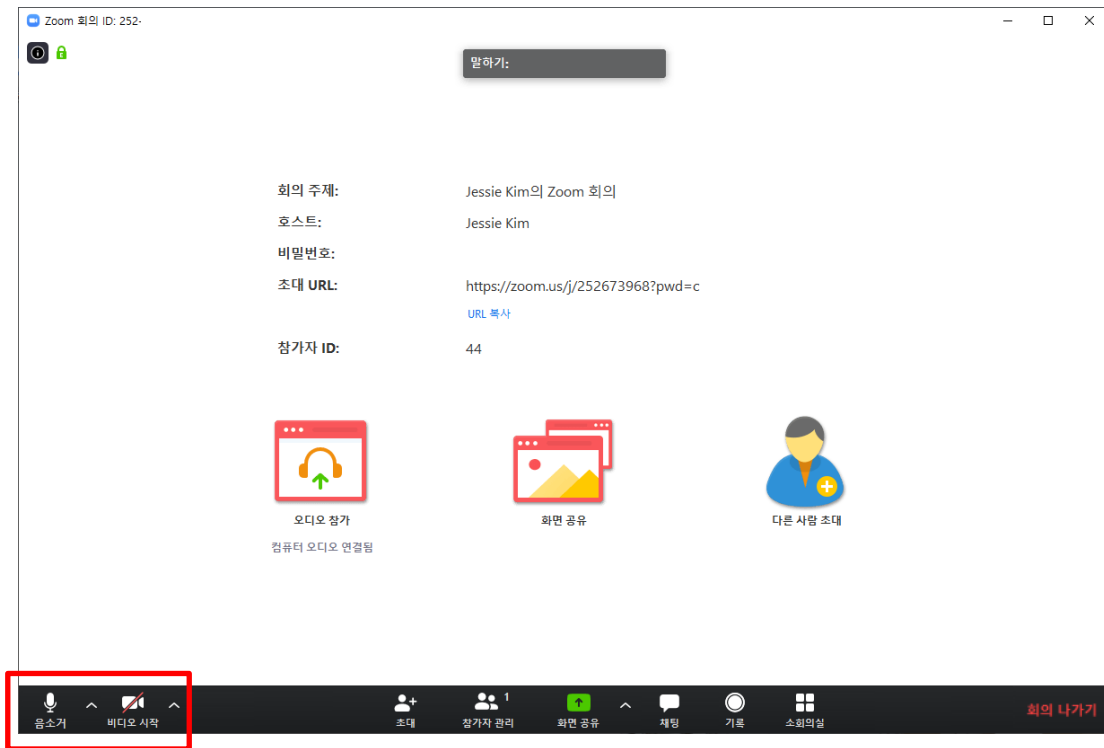 Zoom 회의 ID: 252-
말하기:
회의 주제: Jessie Kim의 Zoom 회의
호스트: Jessie Kim
비밀번호:
초대 URL: https://zoom.us/j/252673968?pwd=c
URL 복사
참가자 ID: 44
오디오 참가 화면 공유 다른 사람 초대
컴퓨터 오디오 연결됨
음소거 비디오 시작 초대 참가자 관리 1 화면 공유 채팅 기록 소회의실 회의 나가기